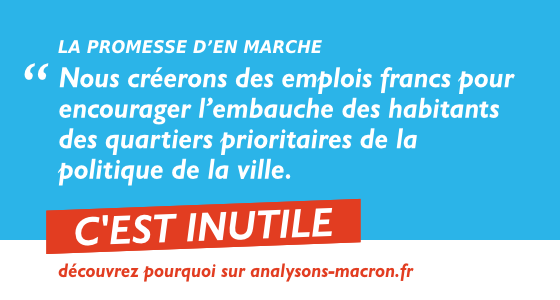 LA PROMESSE D'EN MARCHE
“ Nous créerons des emplois francs pour
encourager l'embauche des habitants
des quartiers prioritaires de la
politique de la ville.
C'EST INUTILE
découvrez pourquoi sur analysons-macron.fr